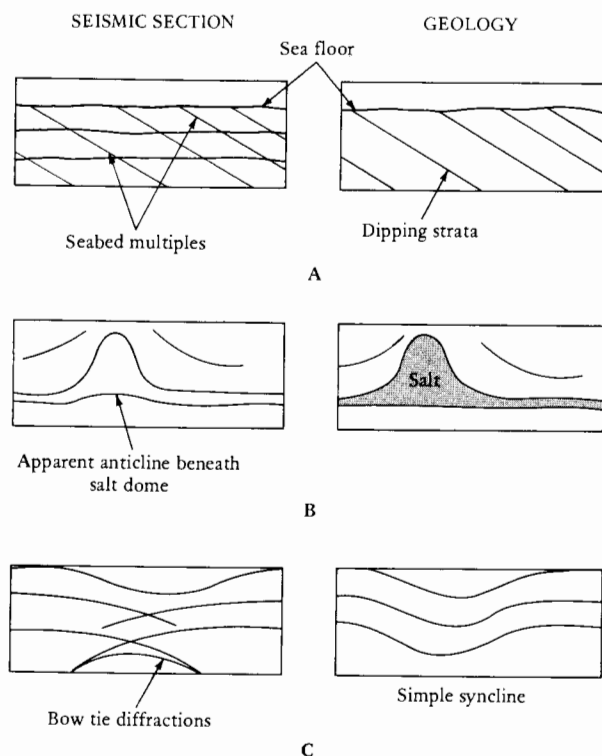 SEISMIC SECTION
GEOLOGY
Sea floor
Seabed multiples
Dipping strata
A
Salt
Apparent anticline beneath
salt dome
B
Bow tie diffractions
Simple syncline
C